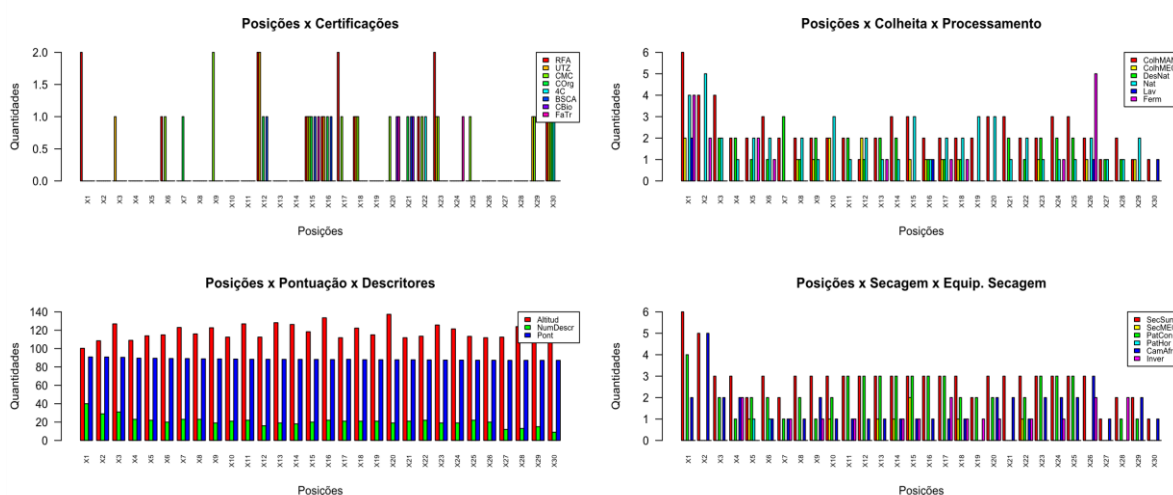 Posições x Certificações
Quantidades
2.0
1.5
1.0
0.5
0.0
RFA
UTZ
CMC
COrg
4C
BSCA
CBio
FaTr
X1 X2 X3 X4 X5 X6 X7 X8 X9 X10 X11 X12 X13 X14 X15 X16 X17 X18 X19 X20 X21 X22 X23 X24 X25 X26 X27 X28 X29 X30
Posições
Posições x Colheita x Processamento
Quantidades
6
5
4
3
2
1
0
ColhMAN
ColhMEC
DesNat
Nat
Lav
Ferm
X1 X2 X3 X4 X5 X6 X7 X8 X9 X10 X11 X12 X13 X14 X15 X16 X17 X18 X19 X20 X21 X22 X23 X24 X25 X26 X27 X28 X29 X30
Posições
Posições x Pontuação x Descritores
Quantidades
140
120
100
80
60
40
20
0
Altitud
NumDescr
Pont
X1 X2 X3 X4 X5 X6 X7 X8 X9 X10 X11 X12 X13 X14 X15 X16 X17 X18 X19 X20 X21 X22 X23 X24 X25 X26 X27 X28 X29 X30
Posições
Posições x Secagem x Equip. Secagem
Quantidades
6
5
4
3
2
1
0
PatHor
Inver
X1 X2 X3 X4 X5 X6 X7 X8 X9 X10 X11 X12 X13 X14 X15 X16 X17 X18 X19 X20 X21 X22 X23 X24 X25 X26 X27 X28 X29 X30
Posições